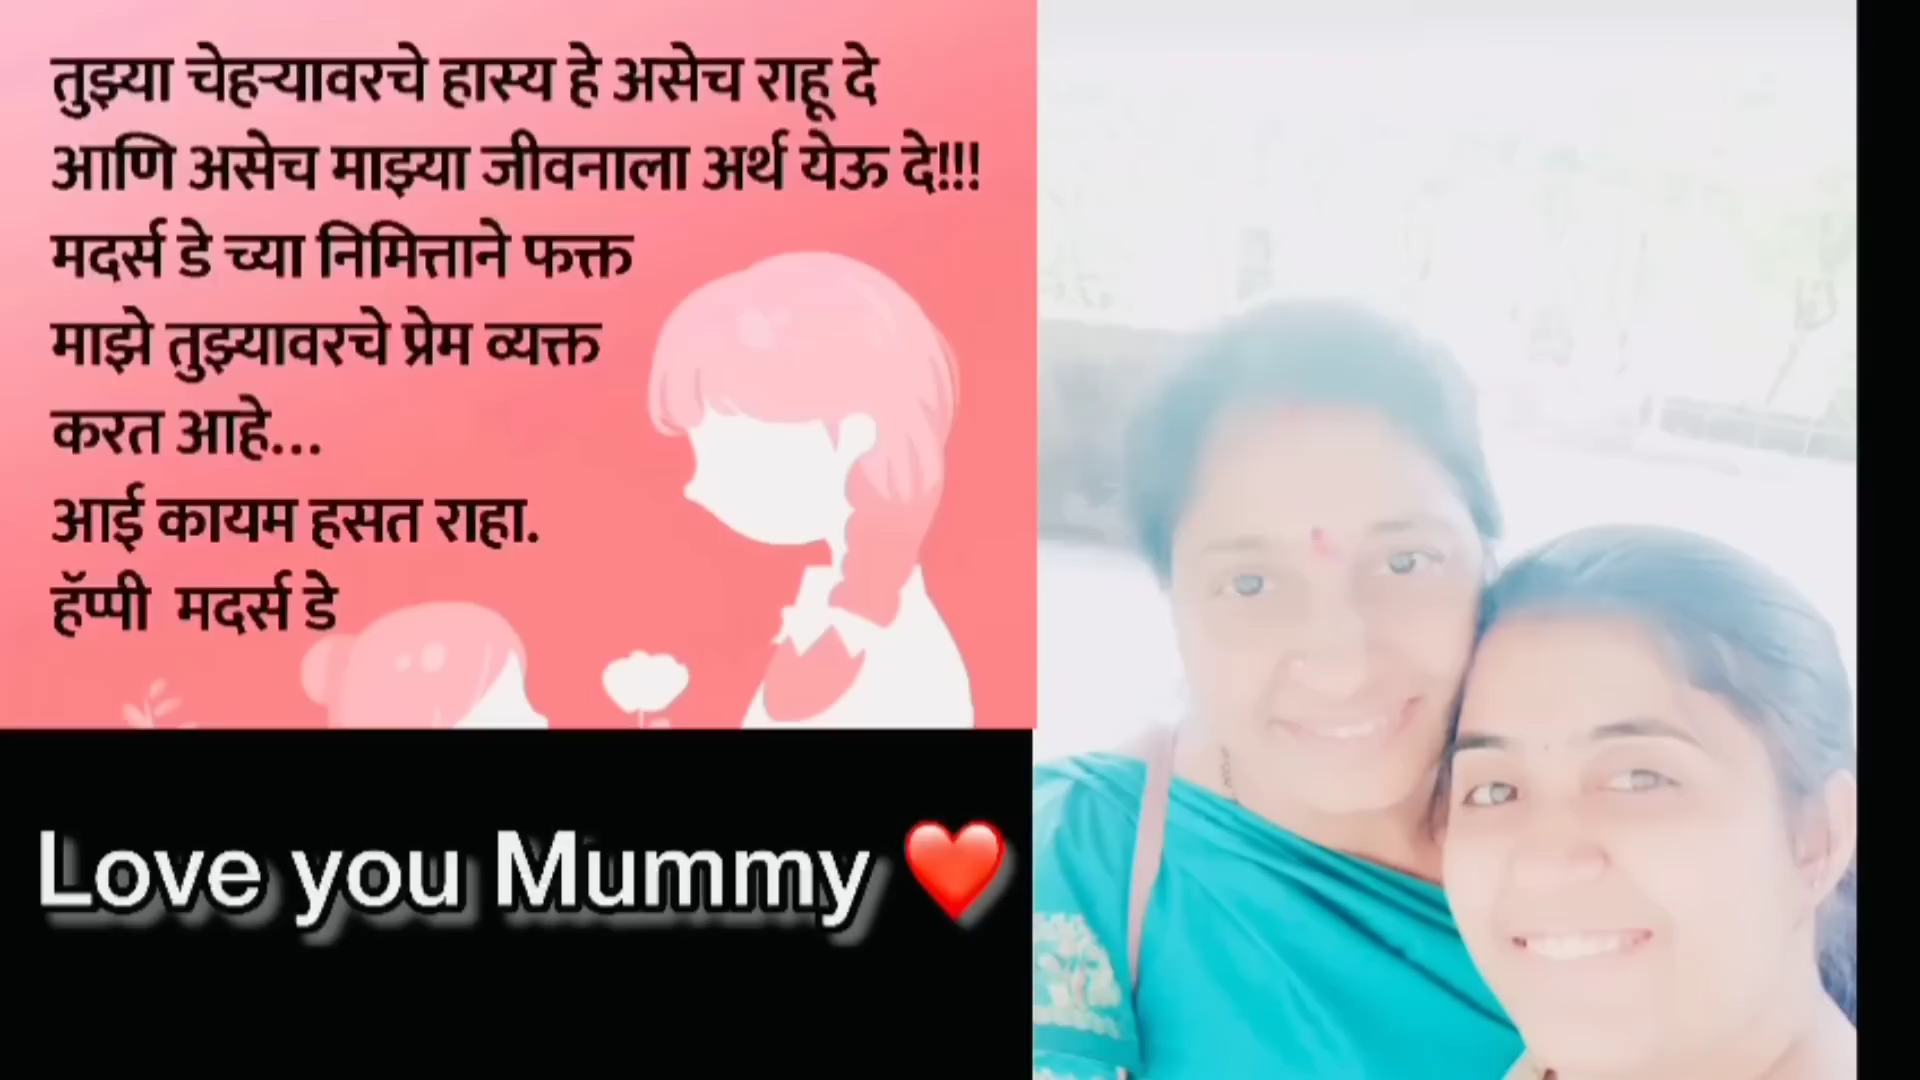 तुझ्या चेहऱ्यावरचे हास्य हे असेच राहू दे
आणि असेच माझ्या जीवनाला अर्थ येऊ दे!!!
मदर्स डे च्या निमित्ताने फक्त
माझे तुझ्यावरचे प्रेम व्यक्त
करत आहे...
आई कायम हसत राहा.
हॅप्पी मदर्स डे
Love you Mummy ❤️